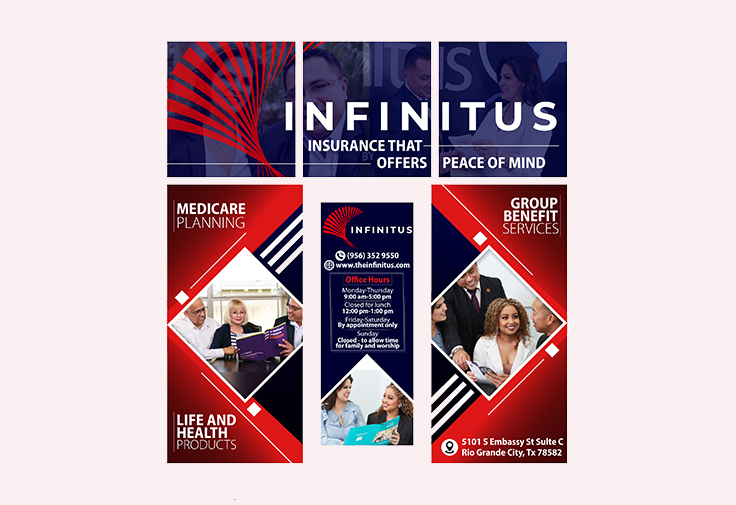 INFINITUS
INSURANCE THAT
OFFERS PEACE OF MIND
MEDICARE
PLANNING
LIFE AND
HEALTH
PRODUCTS
INFINITUS
(956) 352 9550
www.theinfinitus.com
Office Hours
Monday-Thursday
9:00 am-5:00 pm
Closed for lunch
12:00 pm-1:00 pm
Friday-Saturday
By appointment only
Sunday
Closed - to allow time
for family and worship
GROUP
BENEFIT
SERVICES
5101 S Embassy St Suite C
Rio Grande City, Tx 78582